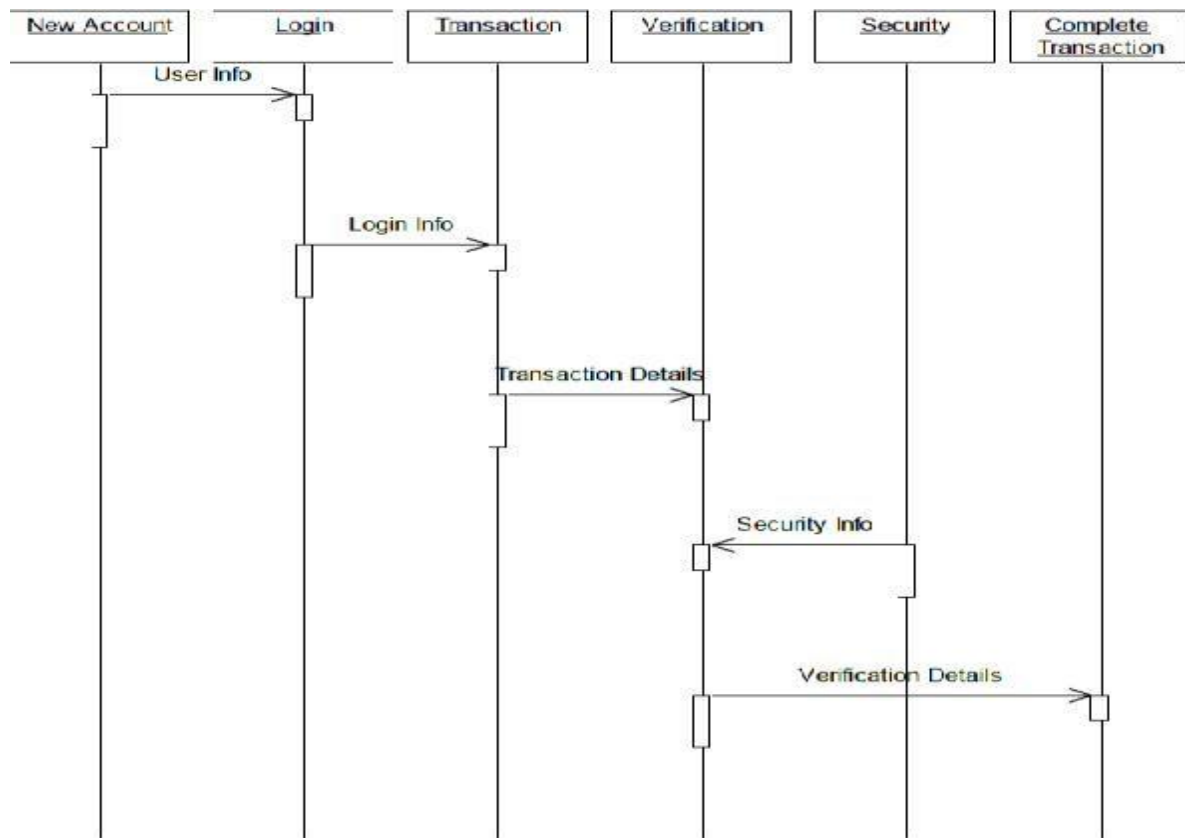 New Account
Login
Transaction
Verification
Security
Complete
Transaction
User Info
Login Info
Transaction Details
Security Info
Verification Details